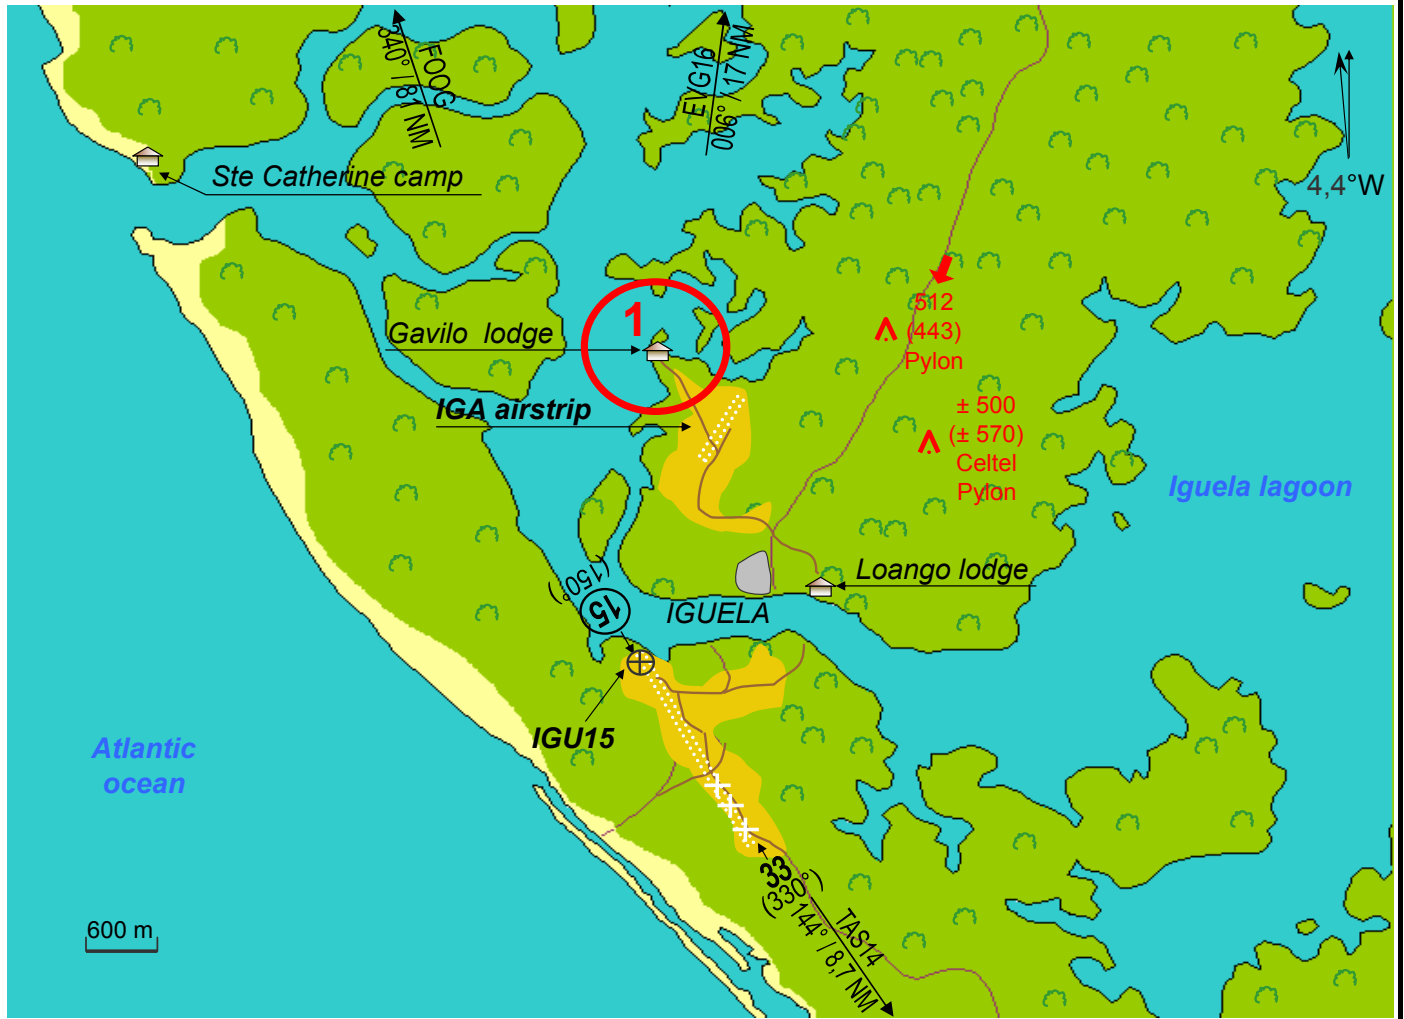 FOOG
340° / 81 NM
EVG16
006° / 17 NM
4,4°W
Ste Catherine camp
1
512
(443)
Pylon
Gavilo lodge
IGA airstrip
± 500
(± 570)
Celtel
Pylon
Iguela lagoon
(150°)
15
Loango lodge
IGUELA
IGU15
Atlantic
ocean
33
(330°)
TAS14
144° / 8,7 NM
600 m